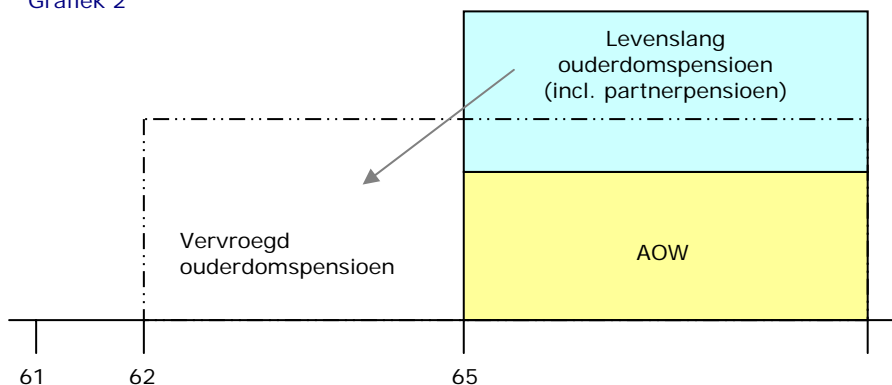 Grafiek 2
Levenslang
ouderdomspensioen
(incl. partnerpensioen)
Vervroegd
ouderdomspensioen
AOW
61
62
65